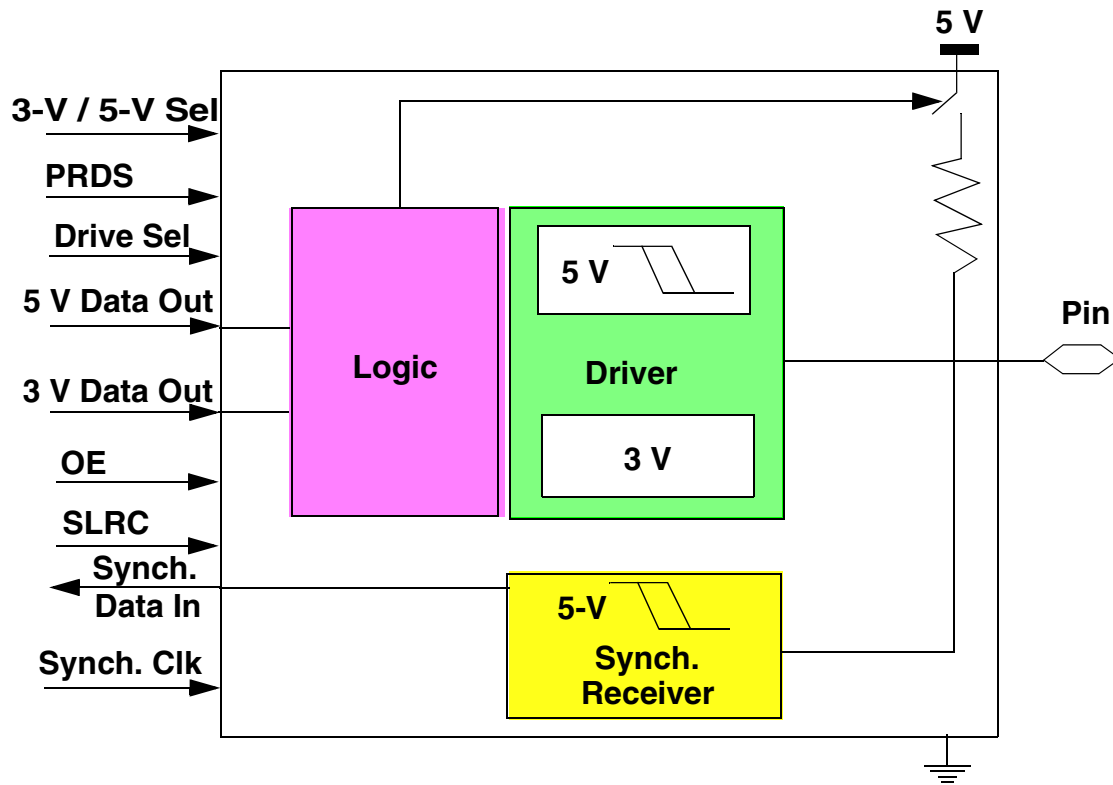 5 V
3-V / 5-V Sel
PRDS
Drive Sel
5 V Data Out
3 V Data Out
OE
SLRC
Synch.
Data In
Synch. Clk
Logic
5 V
Driver
3 V
5-V
Synch.
Receiver
Pin